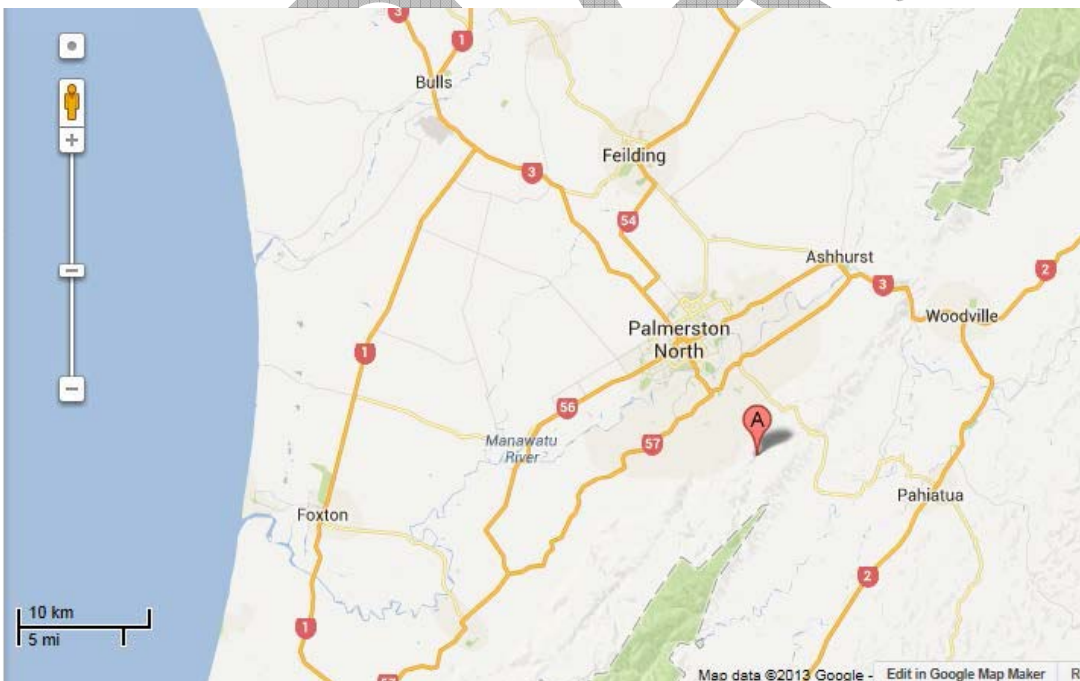 3
1
Bulls
Feilding
3
54
Ashhurst
2
3
Woodville
Palmerston
North
1
56
A
Manawatu
River
57
Pahiatua
Foxton
2
10 km
5 mi
1
57
Map data ©2013 Google - Edit in Google Map Maker R